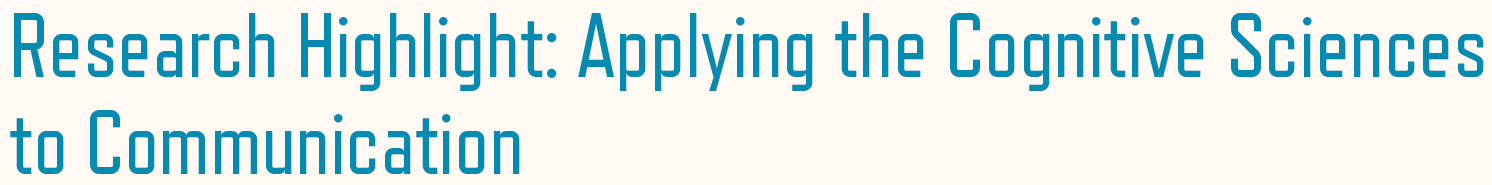 Research Highlight: Applying the Cognitive Sciences
to Communication